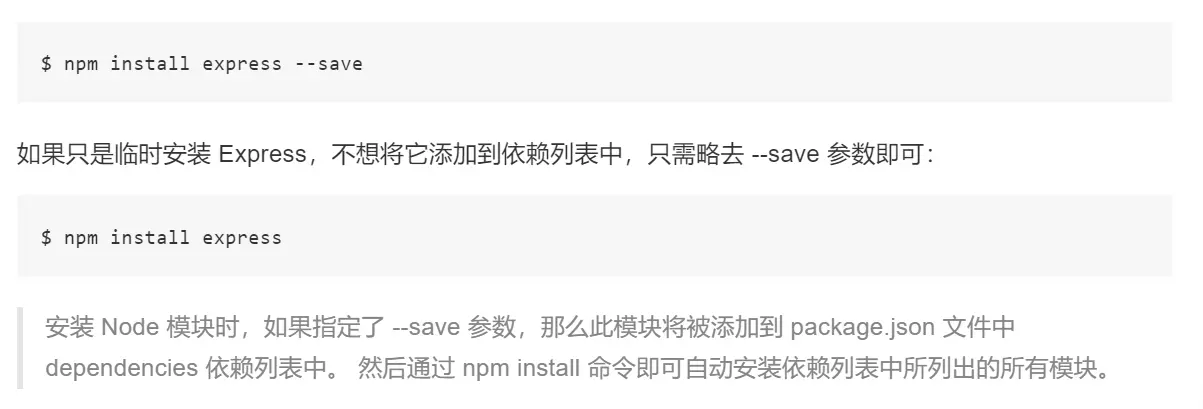 $ npm install express --save
如果只是临时安装 Express，不想将它添加到依赖列表中，只需略去 --save 参数即可：
$ npm install express
安装 Node 模块时，如果指定了 --save 参数，那么此模块将被添加到 package.json 文件中
dependencies 依赖列表中。 然后通过 npm install 命令即可自动安装依赖列表中所列出的所有模块。